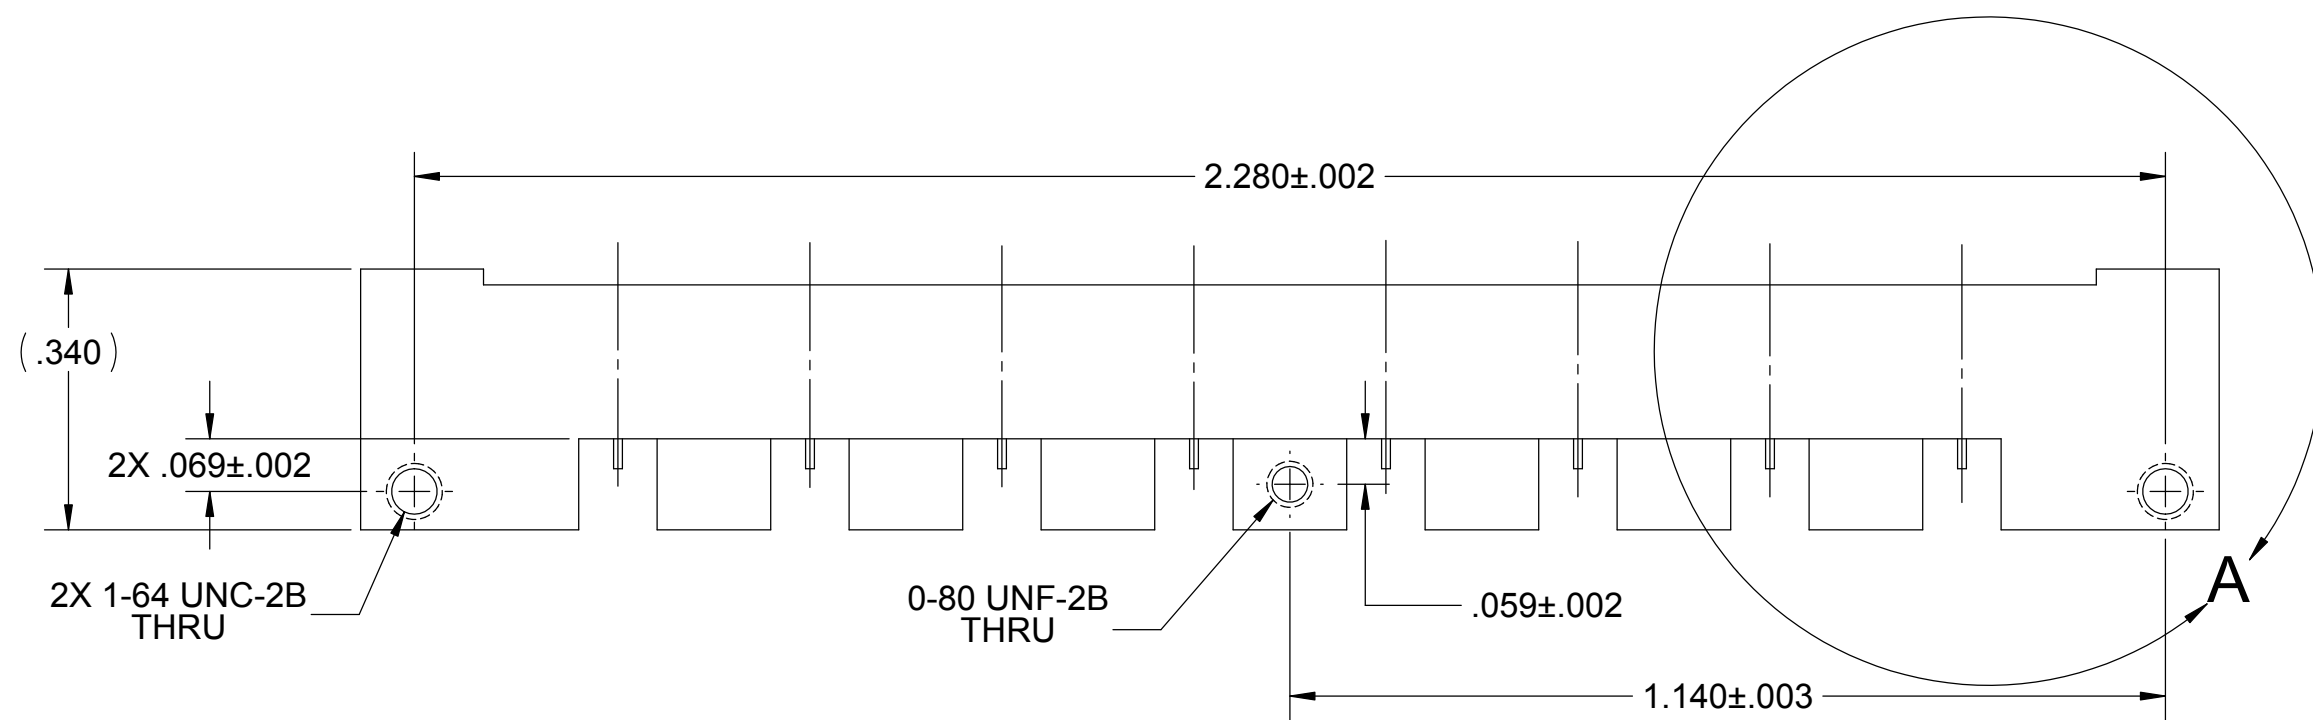 2.280±.002
(.340)
2X .069±.002
2X 1-64 UNC-2B
THRU
0-80 UNF-2B
THRU
.059±.002
A
1.140±.003